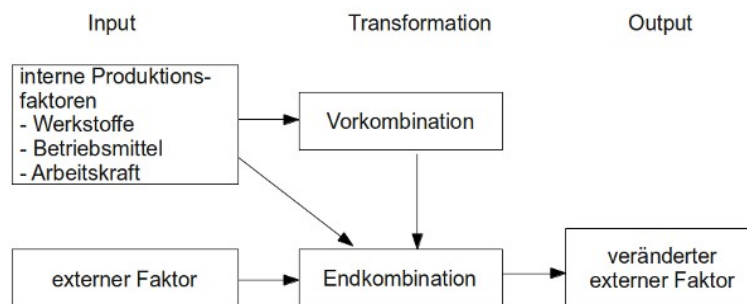 Input
Transformation
Output
interne Produktions-
faktoren
- Werkstoffe
- Betriebsmittel
- Arbeitskraft
Vorkombination
externer Faktor
Endkombination
veränderter
externer Faktor